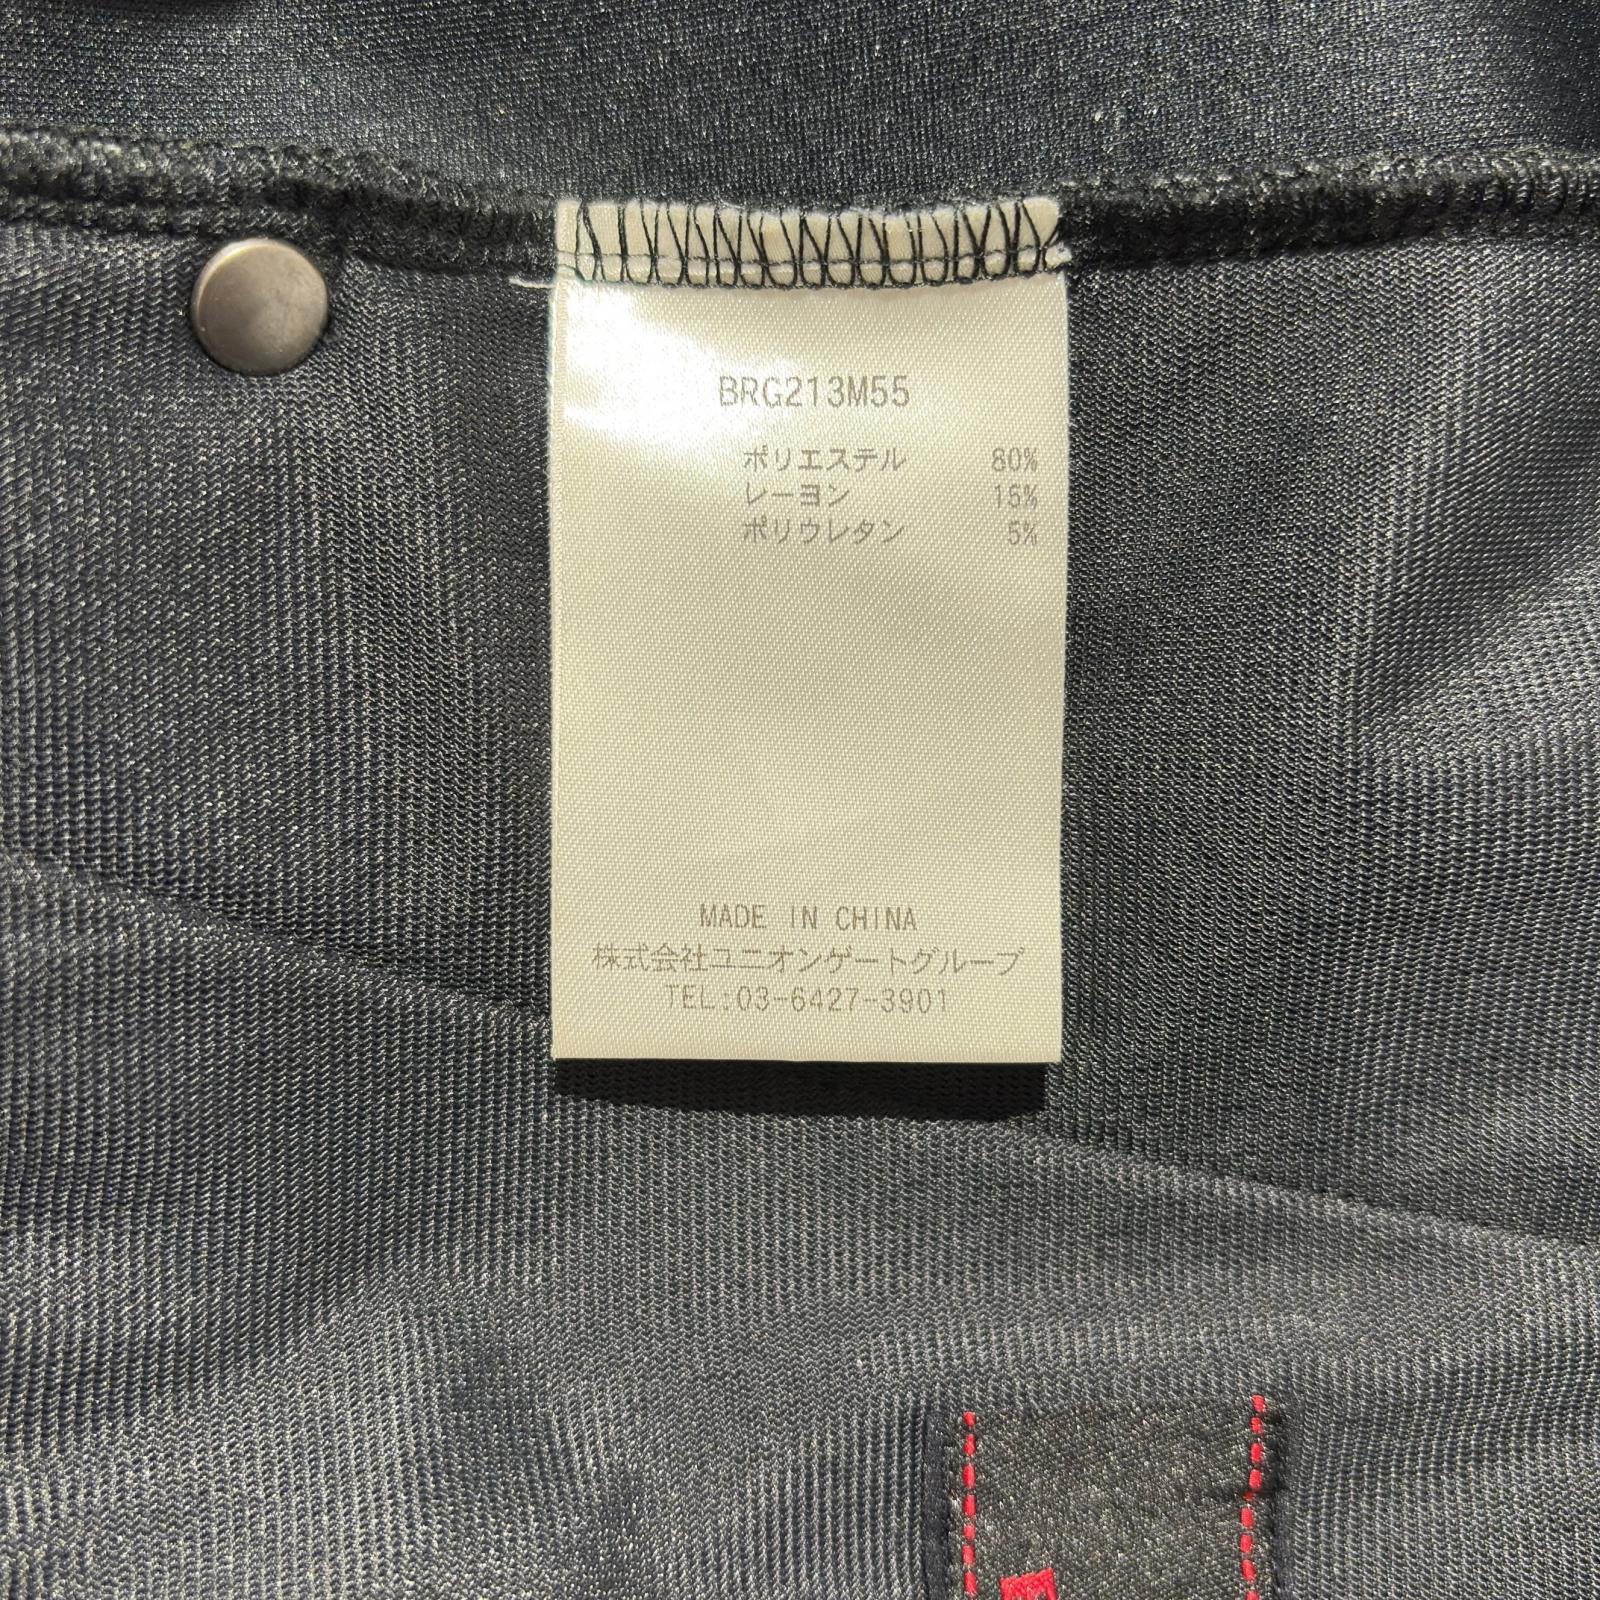 BRG213M55
ポリエステル 80%
レーヨン 15%
ポリウレタン 5%
MADE IN CHINA
株式会社ユニオンゲートグループ
TEL:03-6427-3901